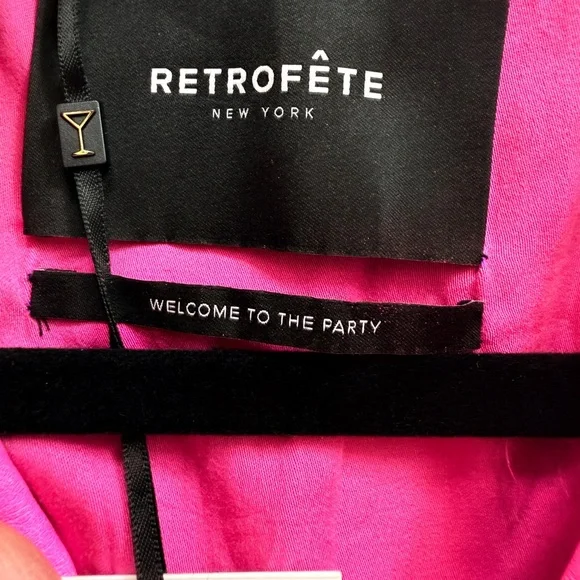 RETROFÊTE
NEW YORK
WELCOME TO THE PARTY